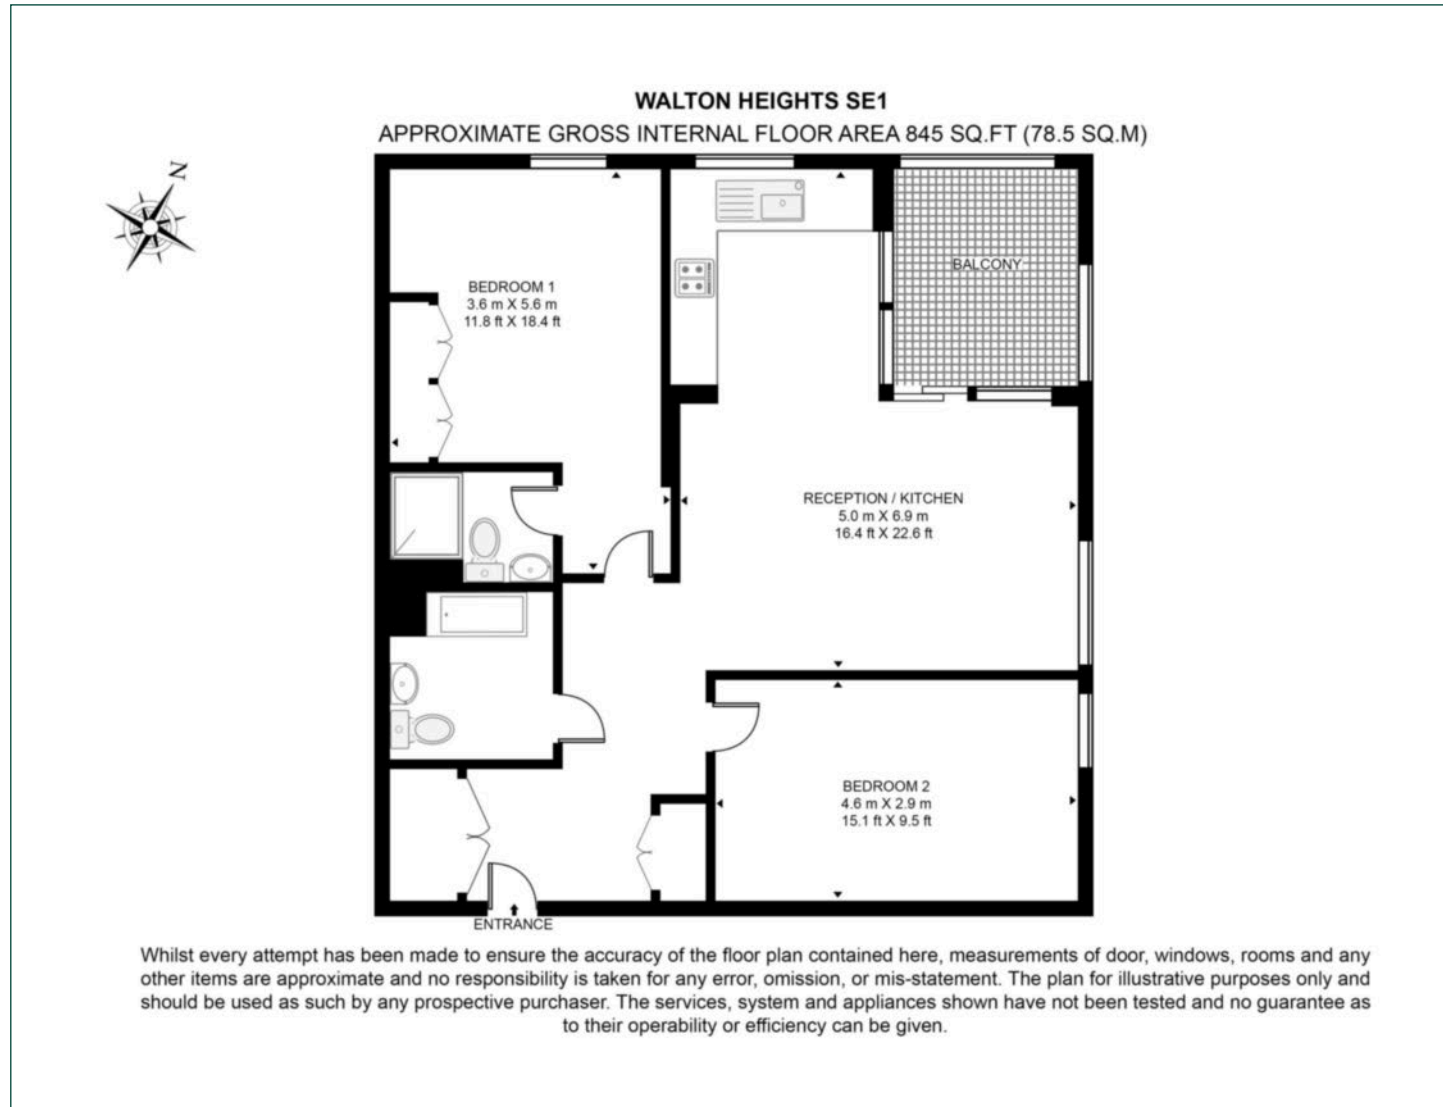 WALTON HEIGHTS SE1
APPROXIMATE GROSS INTERNAL FLOOR AREA 845 SQ.FT (78.5 SQ.M)
N
BALCONY
BEDROOM 1
3.6 m X 5.6 m
11.8 ft X 18.4 ft
RECEPTION / KITCHEN
5.0 m X 6.9 m
16.4 ft X 22.6 ft
BEDROOM 2
4.6 m X 2.9 m
15.1 ft X 9.5 ft
ENTRANCE
Whilst every attempt has been made to ensure the accuracy of the floor plan contained here, measurements of door, windows, rooms and any
other items are approximate and no responsibility is taken for any error, omission, or mis-statement. The plan for illustrative purposes only and
should be used as such by any prospective purchaser. The services, system and appliances shown have not been tested and no guarantee as
to their operability or efficiency can be given.